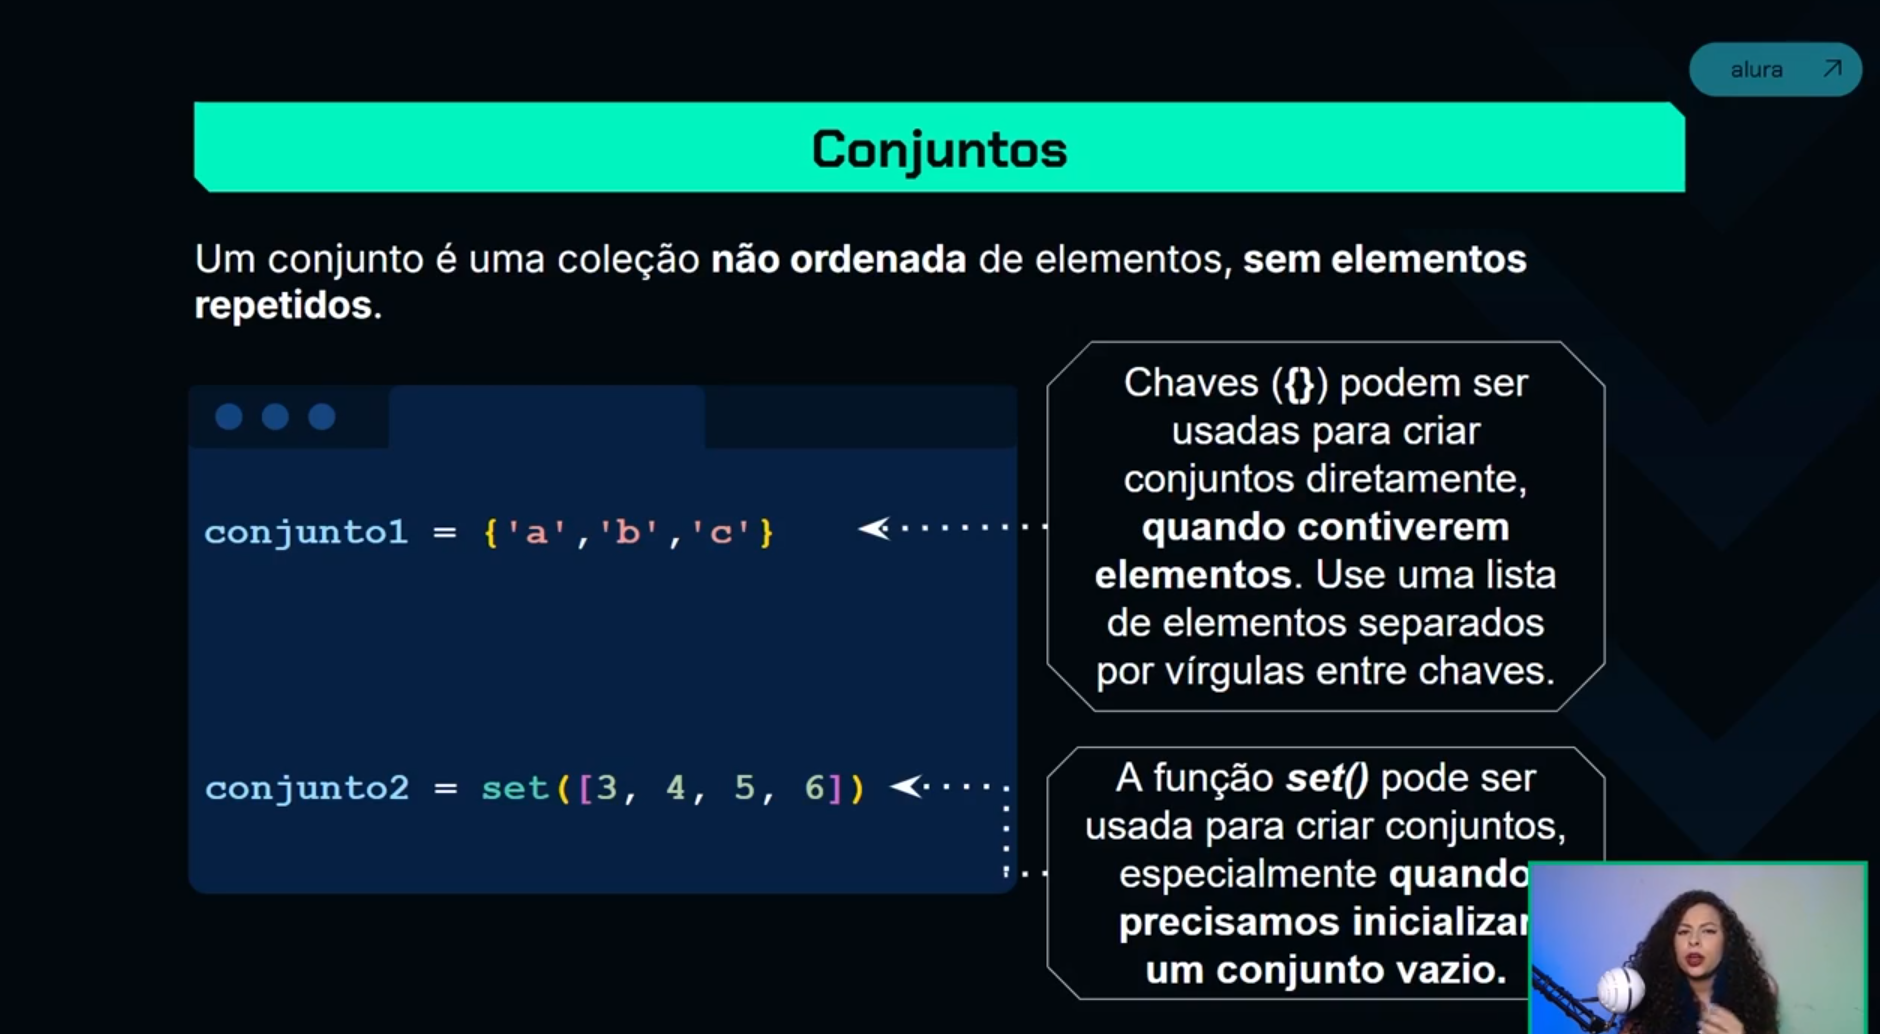 alura
Conjuntos
Um conjunto é uma coleção não ordenada de elementos, sem elementos
repetidos.
conjunto1 = {'a','b','c'}
Chaves ({}) podem ser
usadas para criar
conjuntos diretamente,
quando contiverem
elementos. Use uma lista
de elementos separados
por vírgulas entre chaves.
conjunto2 = set([3, 4, 5, 6])
A função set() pode ser
usada para criar conjuntos,
especialmente quando
precisamos inicializar
um conjunto vazio.